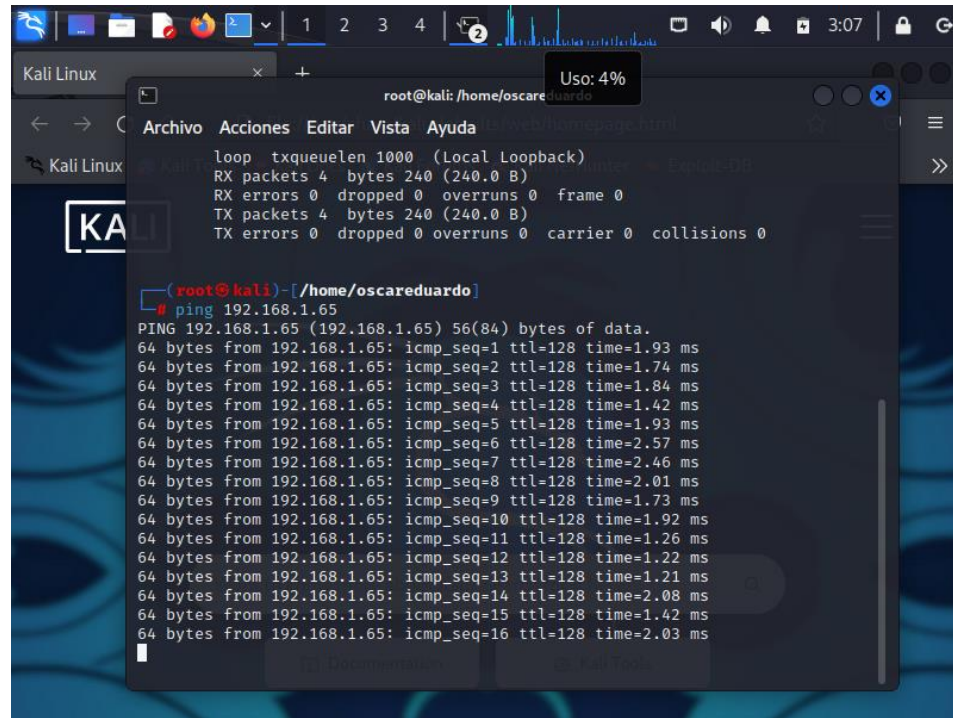 1 2 3 4 2 3:07
Kali Linux
Uso: 4%
root@kali: /home/oscareduardo
Archivo Acciones Editar Vista Ayuda
Kali Linux
Exploit-DB
KALI
loop txqueuelen 1000 (Local Loopback)
RX packets 4 bytes 240 (240.0 B)
RX errors 0 dropped 0 overruns 0 frame 0
TX packets 4 bytes 240 (240.0 B)
TX errors 0 dropped 0 overruns 0 carrier 0 collisions 0
(root㉿kali)-[/home/oscareduardo]
# ping 192.168.1.65
PING 192.168.1.65 (192.168.1.65) 56(84) bytes of data.
64 bytes from 192.168.1.65: icmp_seq=1 ttl=128 time=1.93 ms
64 bytes from 192.168.1.65: icmp_seq=2 ttl=128 time=1.74 ms
64 bytes from 192.168.1.65: icmp_seq=3 ttl=128 time=1.84 ms
64 bytes from 192.168.1.65: icmp_seq=4 ttl=128 time=1.42 ms
64 bytes from 192.168.1.65: icmp_seq=5 ttl=128 time=1.93 ms
64 bytes from 192.168.1.65: icmp_seq=6 ttl=128 time=2.57 ms
64 bytes from 192.168.1.65: icmp_seq=7 ttl=128 time=2.46 ms
64 bytes from 192.168.1.65: icmp_seq=8 ttl=128 time=2.01 ms
64 bytes from 192.168.1.65: icmp_seq=9 ttl=128 time=1.73 ms
64 bytes from 192.168.1.65: icmp_seq=10 ttl=128 time=1.92 ms
64 bytes from 192.168.1.65: icmp_seq=11 ttl=128 time=1.26 ms
64 bytes from 192.168.1.65: icmp_seq=12 ttl=128 time=1.22 ms
64 bytes from 192.168.1.65: icmp_seq=13 ttl=128 time=1.21 ms
64 bytes from 192.168.1.65: icmp_seq=14 ttl=128 time=2.08 ms
64 bytes from 192.168.1.65: icmp_seq=15 ttl=128 time=1.42 ms
64 bytes from 192.168.1.65: icmp_seq=16 ttl=128 time=2.03 ms
Documentation Kali Tools